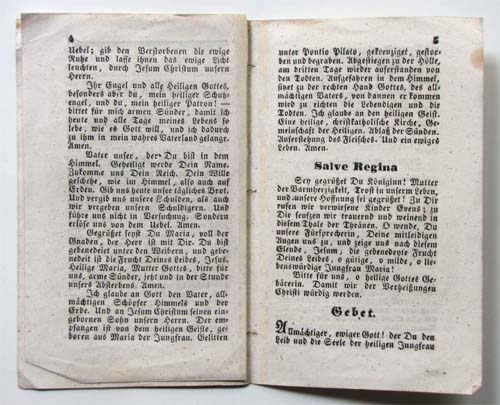 4
Uebel; gib den Verstorbenen die ewige
Ruhe und lasse ihnen das ewige Licht
leuchten, durch Jesum Christum unsern
Herrn.
Ihr Engel und alle Heiligen Gottes,
besonders aber du, mein heiliger Schutz-
engel, und du, mein heiliger Patron! —
bittet für mich armen Sünder, damit ich
heute und alle Tage meines Lebens so
lebe, wie es Gott will, und ich dadurch
zu ihm in mein wahres Vaterland gelange.
Amen.
Vater unser, der Du bist in dem
Himmel. Geheiligt werde Dein Name.
Zukomme uns Dein Reich. Dein Wille
geschehe, wie im Himmel, also auch auf
Erden. Gib uns heute unser tägliches Brot.
Und vergib uns unsere Schulden, als auch
wir vergeben unsern Schuldigern. Und
führe uns nicht in Versuchung. Sondern
erlöse uns von dem Uebel. Amen.
Gegrüßet seyst Du Maria, voll der
Gnaden, der Herr ist mit Dir. Du bist
gebenedeiet unter den Weibern, und gebe-
nedeit ist die Frucht Deines Leibes, Jesus.
Heilige Maria, Mutter Gottes, bitte für
uns, arme Sünder, jetzt und in der Stunde
unsers Absterbens. Amen.
Ich glaube an Gott den Vater, all-
mächtigen Schöpfer Himmels und der
Erde. Und an Jesum Christum seinen ein-
gebornen Sohn unsern Herrn. Der em-
pfangen ist von dem heiligen Geiste, ge-
boren aus Maria der Jungfrau. Gelitten
5
unter Pontio Pilato, gekreuziget, gestor-
ben und begraben. Abgestiegen zu der Hölle,
am dritten Tage wieder auferstanden von
den Todten. Aufgefahren in dem Himmel,
sitzet zu der rechten Hand Gottes, des all-
mächtigen Vaters, von dannen er kommen
wird zu richten die Lebendigen und die
Todten. Ich glaube an den heiligen Geist.
Eine heilige, christkatholische Kirche, Ge-
meinschaft der Heiligen. Ablaß der Sünden.
Auferstehung des Fleisches. Und ein ewiges
Leben. Amen.
Salve Regina
Sey gegrüßet Du Königinn! Mutter
der Barmherzigkeit, Trost in unserm Leben,
und unsere Hoffnung sei gegrüßet! Zu Dir
rufen wir verwiesene Kinder Evens; zu
Dir seufzen wir trauernd und weinend in
diesem Thale der Thränen. O wende, Du
unsere Fürsprecherin, Deine mitleidigen
Augen uns zu, und zeige uns nach diesem
Elende, Jesum, die gebenedeyte Frucht
Deines Leibes, o gütige, o milde, o lie-
benswürdige Jungfrau Maria!
Bitte für uns, o heilige Gottes Ge-
bärerin. Damit wir der Verheißungen
Christi würdig werden.
Gebet.
Allmächtiger, ewiger Gott! der Du den
Leib und die Seele der heiligen Jungfrau